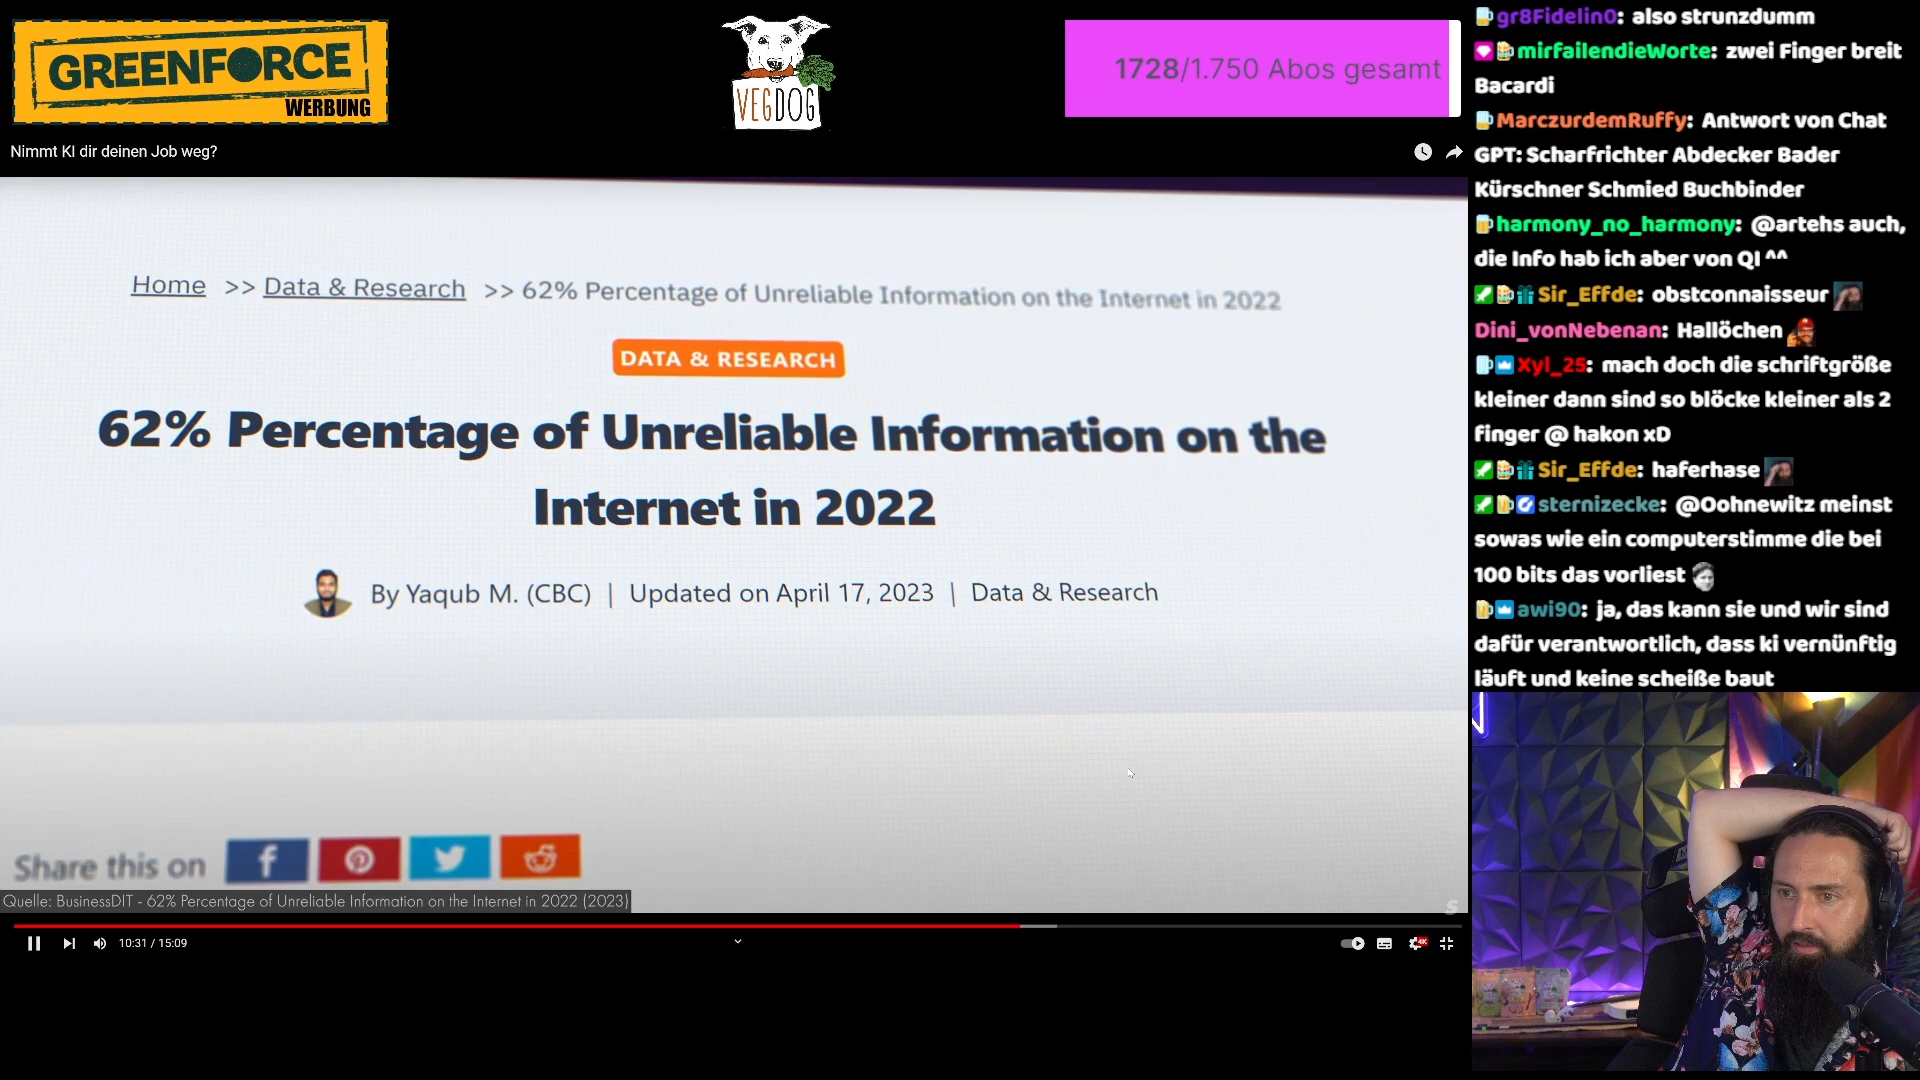 GREENFORCE
WERBUNG
VEGDOG
1728/1.750 Abos gesamt
Nimmt KI dir deinen Job weg?
Home >> Data & Research >> 62% Percentage of Unreliable Information on the Internet in 2022
DATA & RESEARCH
62% Percentage of Unreliable Information on the
Internet in 2022
By Yaqub M. (CBC) | Updated on April 17, 2023 | Data & Research
Share this on
Quelle: BusinessDIT - 62% Percentage of Unreliable Information on the Internet in 2022 (2023)
10:31 / 15:09
4K
gr8Fidelin0: also strunzdumm
mirfailendieWorte: zwei Finger breit
Bacardi
MarczurdemRuffy: Antwort von Chat
GPT: Scharfrichter Abdecker Bader
Kürschner Schmied Buchbinder
harmony_no_harmony: @artehs auch,
die Info hab ich aber von QI ^^
Sir_Effde: obstconnaisseur
Dini_vonNebenan: Hallöchen
Xyl_25: mach doch die schriftgröße
kleiner dann sind so blöcke kleiner als 2
finger @ hakon xD
Sir_Effde: haferhase
sternizecke: @Oohnewitz meinst
sowas wie ein computerstimme die bei
100 bits das vorliest
awi90: ja, das kann sie und wir sind
dafür verantwortlich, dass ki vernünftig
läuft und keine scheiße baut